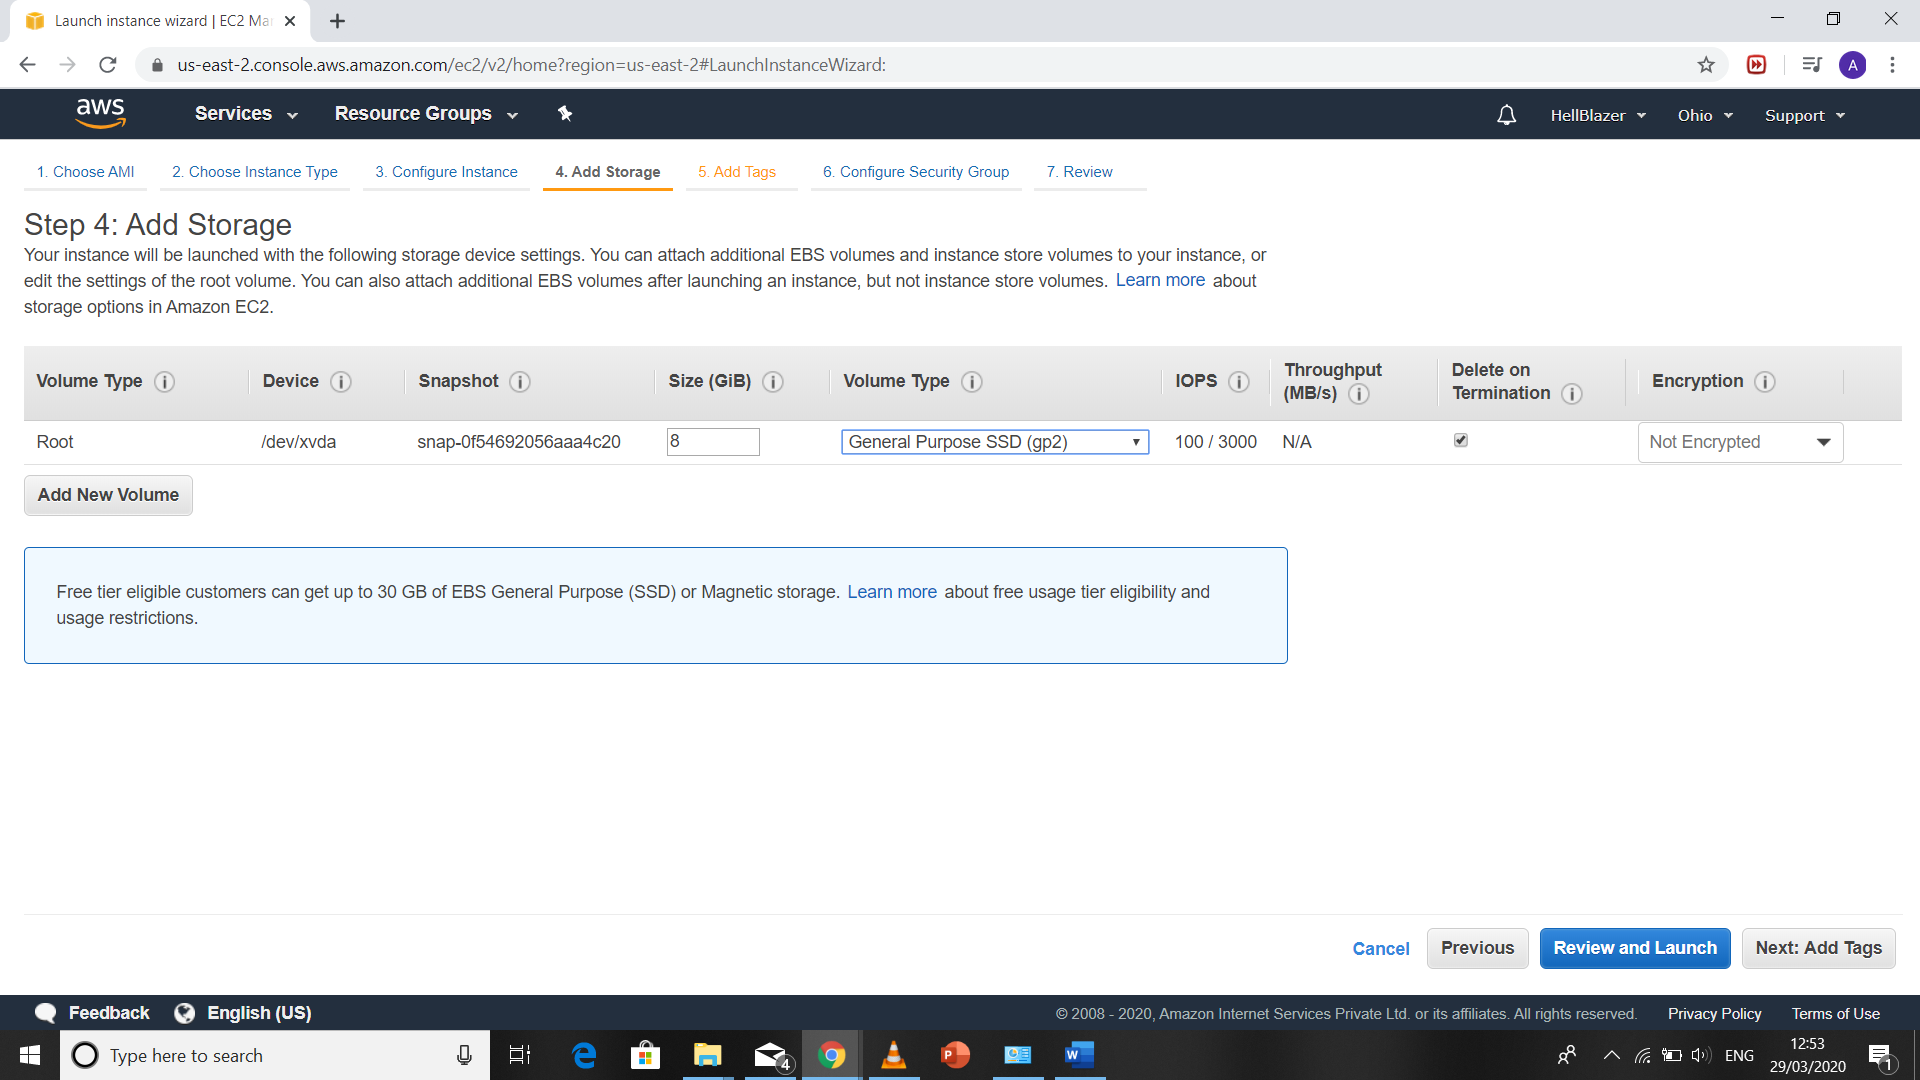 Launch instance wizard | EC2 Mar
us-east-2.console.aws.amazon.com/ec2/v2/home?region=us-east-2#LaunchInstanceWizard:
A
aws
Services
Resource Groups
HellBlazer
Ohio
Support
1. Choose AMI
2. Choose Instance Type
3. Configure Instance
4. Add Storage
5. Add Tags
6. Configure Security Group
7. Review
Step 4: Add Storage
Your instance will be launched with the following storage device settings. You can attach additional EBS volumes and instance store volumes to your instance, or
edit the settings of the root volume. You can also attach additional EBS volumes after launching an instance, but not instance store volumes. Learn more about
storage options in Amazon EC2.
Volume Type i
Device i
Snapshot i
Size (GiB) i
Volume Type i
IOPS i
Throughput
(MB/s) i
Delete on
Termination i
Encryption i
Root
/dev/xvda
snap-0f54692056aaa4c20
8
General Purpose SSD (gp2)
100 / 3000
N/A
Not Encrypted
Add New Volume
Free tier eligible customers can get up to 30 GB of EBS General Purpose (SSD) or Magnetic storage. Learn more about free usage tier eligibility and
usage restrictions.
Cancel
Previous
Review and Launch
Next: Add Tags
Feedback
English (US)
© 2008 - 2020, Amazon Internet Services Private Ltd. or its affiliates. All rights reserved.
Privacy Policy
Terms of Use
Type here to search
4
P
W
ENG
12:53
29/03/2020
1